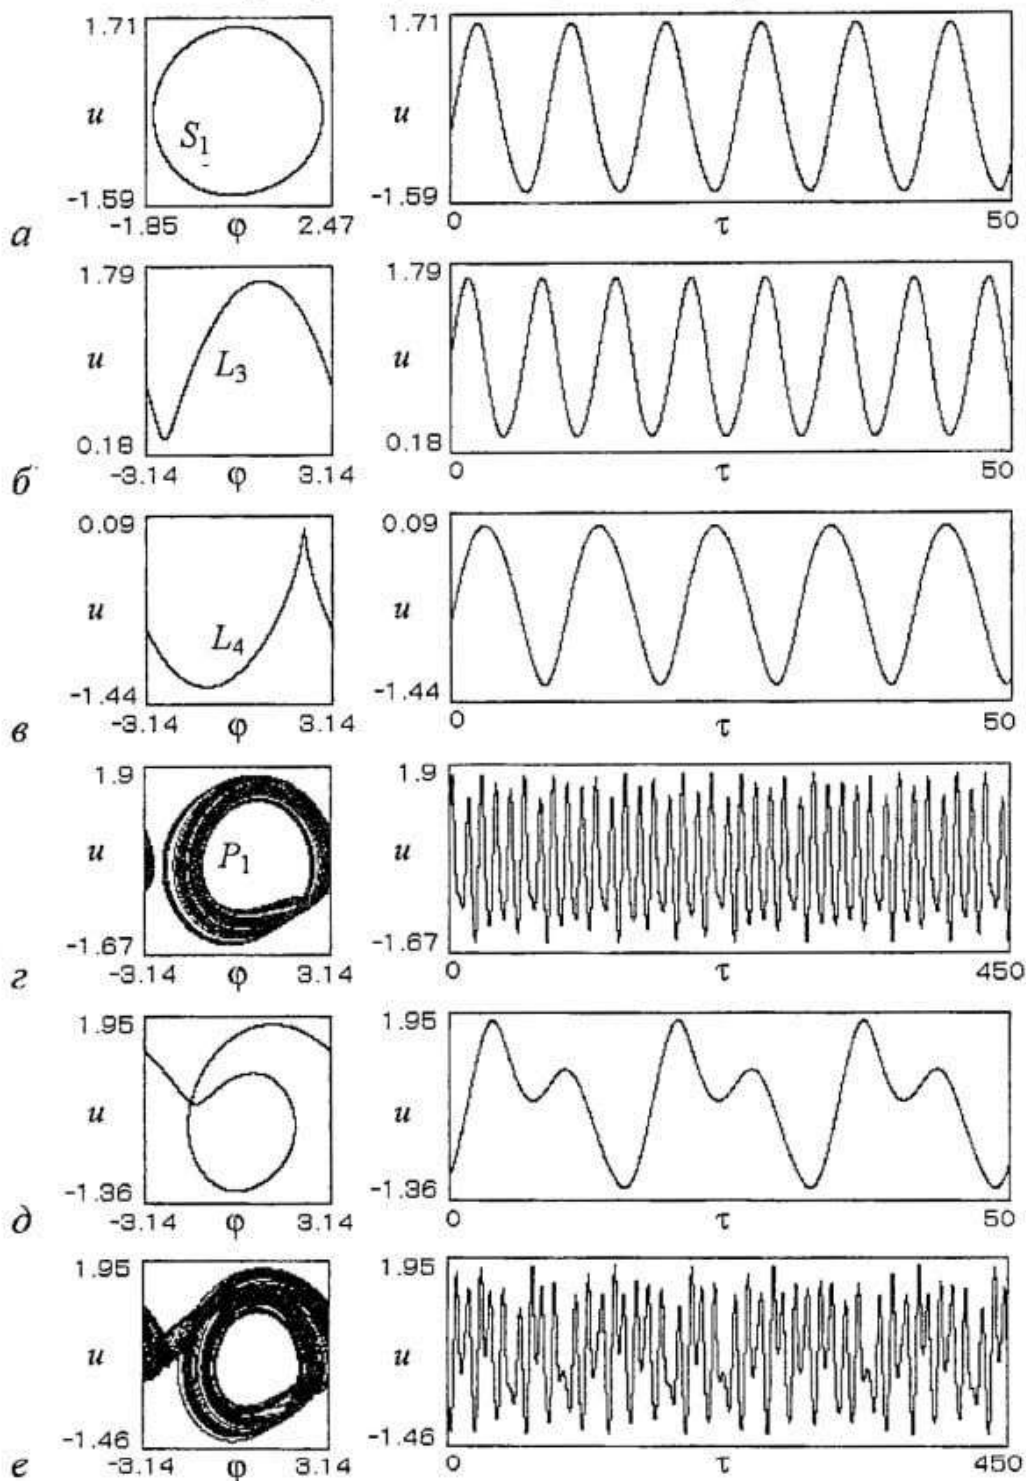 1.71 1.71
u S1 u
-1.59 -1.59
-1.85 φ 2.47 0 τ 50
а
1.79 1.79
u L3 u
0.18 0.18
-3.14 φ 3.14 0 τ 50
б
0.09 0.09
u L4 u
-1.44 -1.44
-3.14 φ 3.14 0 τ 50
в
1.9 1.9
u P1 u
-1.67 -1.67
-3.14 φ 3.14 0 τ 450
г
1.95 1.95
u u
-1.36 -1.36
-3.14 φ 3.14 0 τ 50
д
1.95 1.95
u u
-1.46 -1.46
-3.14 φ 3.14 0 τ 450
е